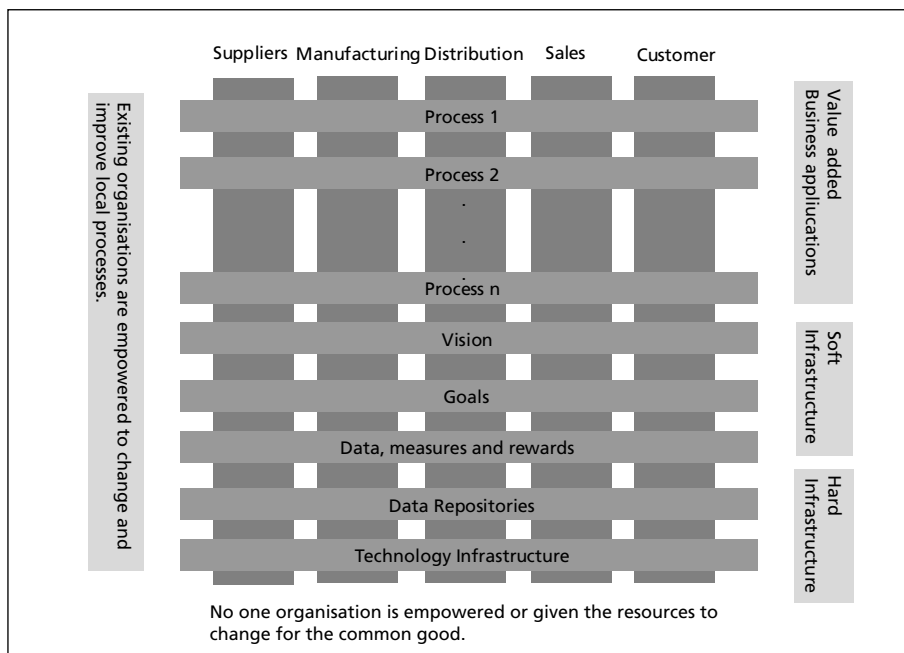 Suppliers Manufacturing Distribution Sales Customer
Existing organisations are empowered to change and
improve local processes.
Process 1
Process 2
.
.
.
Process n
Vision
Goals
Data, measures and rewards
Data Repositories
Technology Infrastructure
Value added
Business appliucations
Soft
Infrastructure
Hard
Infrastructure
No one organisation is empowered or given the resources to
change for the common good.